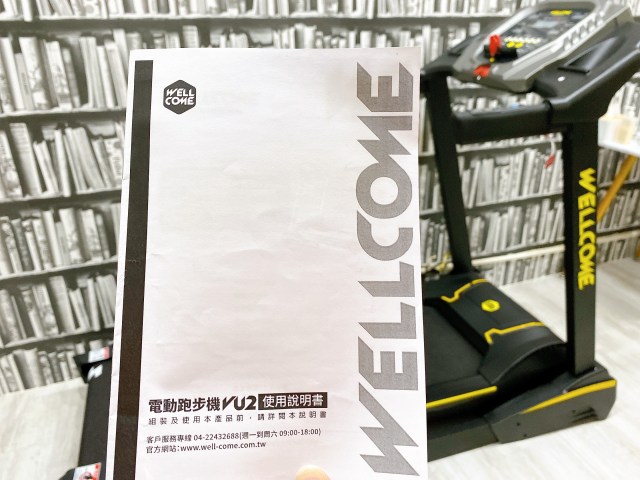 WELL
COME
WELLCOME
電動跑步機VU2使用說明書
組裝及使用本產品前，請詳閱本說明書
客戶服務專線 04-22432688(週一到周六 09:00-18:00)
官方網站:www.well-come.com.tw
WELLCOME